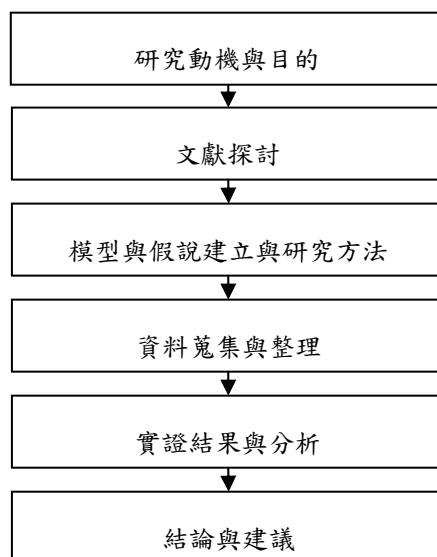 研究動機與目的
文獻探討
模型與假說建立與研究方法
資料蒐集與整理
實證結果與分析
結論與建議